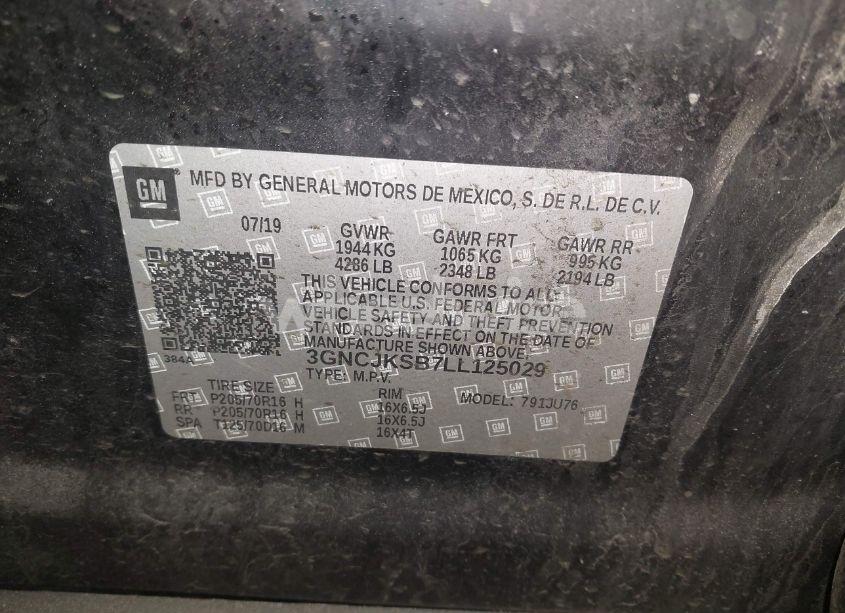 GM MFD BY GENERAL MOTORS DE MEXICO, S. DE R.L. DE C.V.
07/19 GVWR GAWR FRT GAWR RR
1944 KG 1065 KG 995 KG
4286 LB 2348 LB 2194 LB
THIS VEHICLE CONFORMS TO ALL
APPLICABLE U.S. FEDERAL MOTOR
VEHICLE SAFETY AND THEFT PREVENTION
STANDARDS IN EFFECT ON THE DATE OF
MANUFACTURE SHOWN ABOVE.
384A
3GNCJKSB7LL125029
TYPE: M.P.V. MODEL: 791JU76
TIRE SIZE RIM
FRT P205/70R16 H 16X6.5J
RR P205/70R16 H 16X6.5J
SPA T125/70D16 M 16X4T